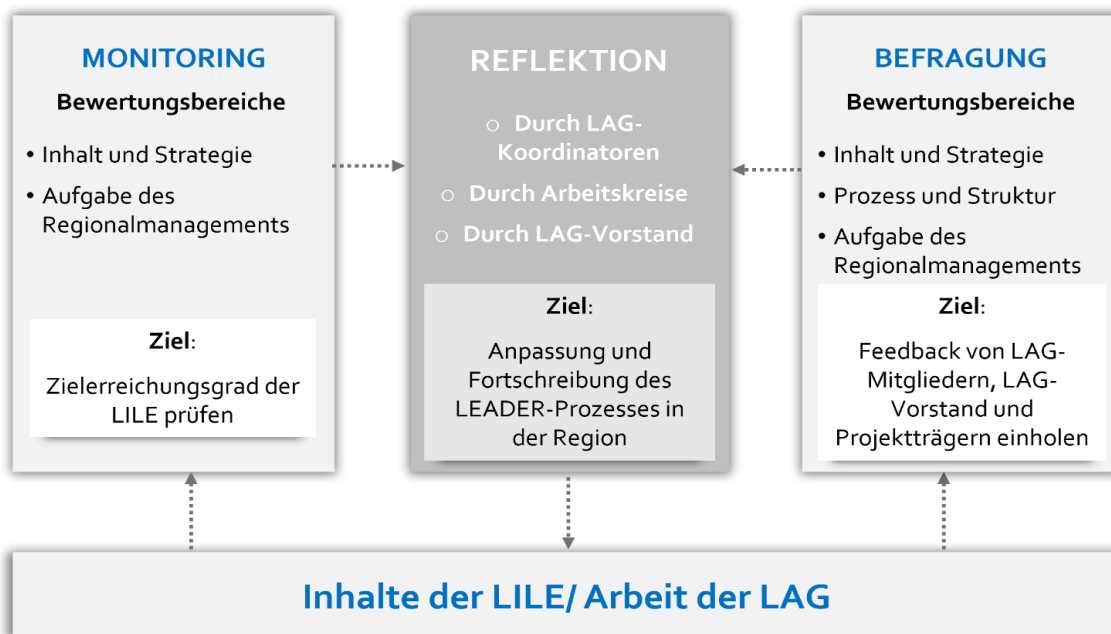 MONITORING
Bewertungsbereiche
• Inhalt und Strategie
• Aufgabe des
Regionalmanagements
Ziel:
Zielerreichungsgrad der
LILE prüfen
REFLEKTION
o Durch LAG-
Koordinatoren
o Durch Arbeitskreise
o Durch LAG-Vorstand
Ziel:
Anpassung und
Fortschreibung des
LEADER-Prozesses in
der Region
BEFRAGUNG
Bewertungsbereiche
• Inhalt und Strategie
• Prozess und Struktur
• Aufgabe des
Regionalmanagements
Ziel:
Feedback von LAG-
Mitgliedern, LAG-
Vorstand und
Projektträgern einholen
Inhalte der LILE/ Arbeit der LAG